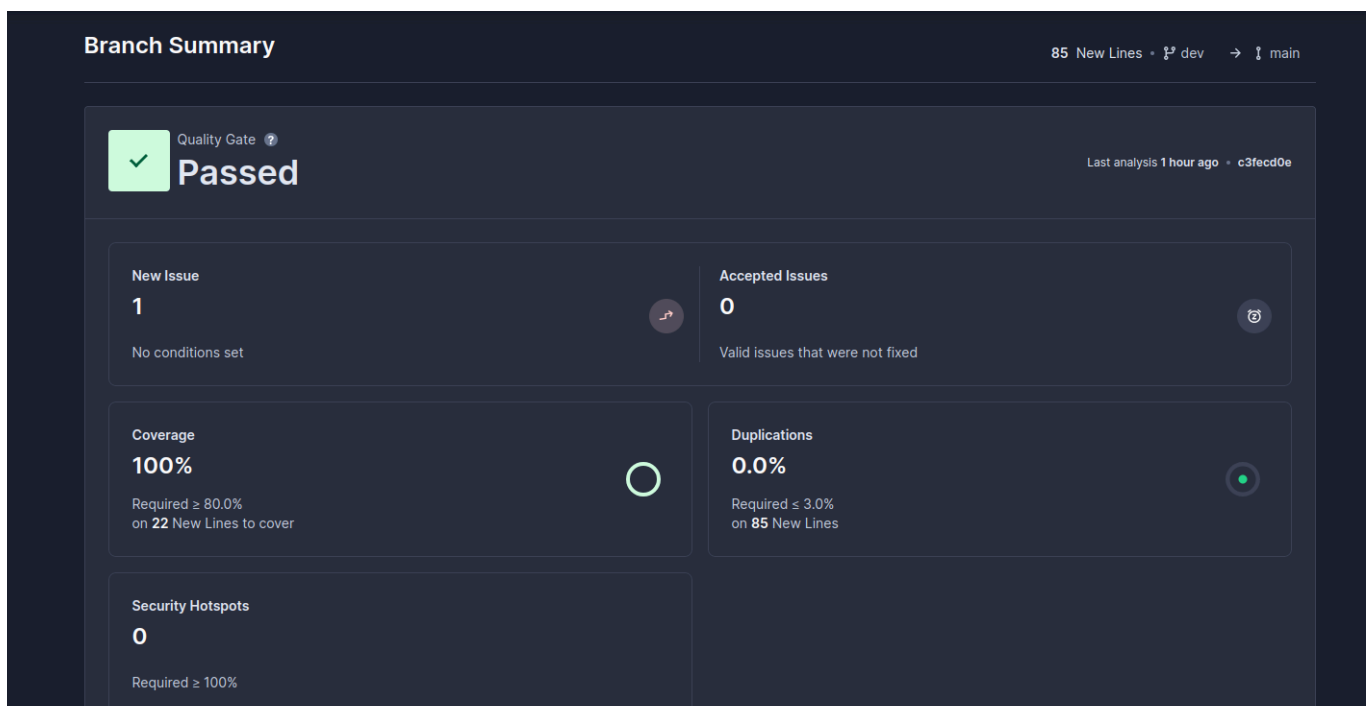 Branch Summary
85 New Lines • dev → main
Quality Gate ?
Passed
Last analysis 1 hour ago • c3fecd0e
New Issue
1
No conditions set
Accepted Issues
0
Valid issues that were not fixed
Coverage
100%
Required ≥ 80.0%
on 22 New Lines to cover
Duplications
0.0%
Required ≤ 3.0%
on 85 New Lines
Security Hotspots
0
Required ≥ 100%